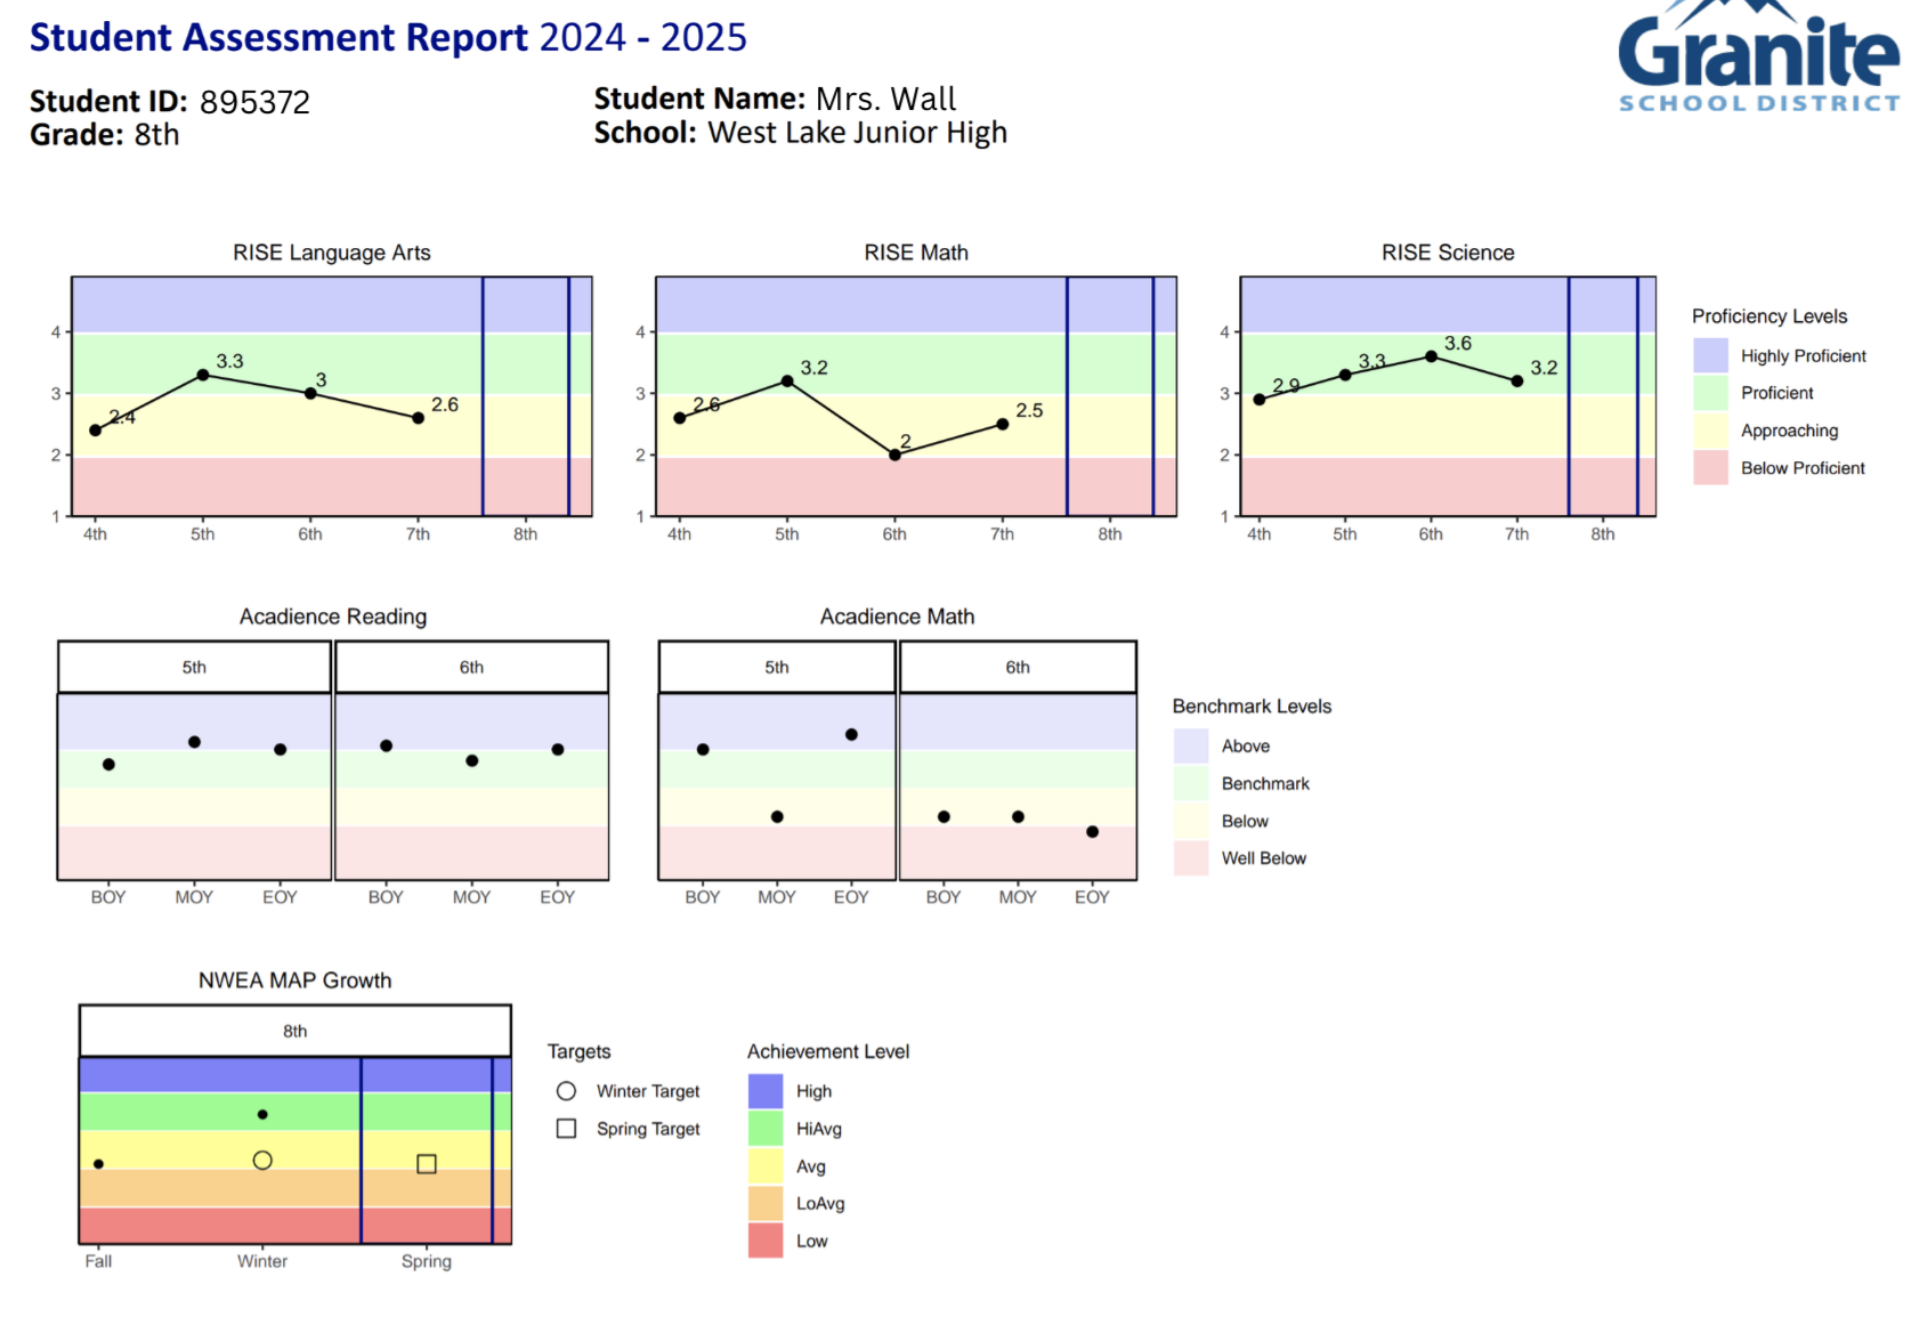 Student Assessment Report 2024 - 2025
Granite
SCHOOL DISTRICT
Student ID: 895372
Student Name: Mrs. Wall
Grade: 8th
School: West Lake Junior High
RISE Language Arts
4
3
2
1
2.4
3.3
3
2.6
4th 5th 6th 7th 8th
RISE Math
4
3
2
1
2.6
3.2
2
2.5
4th 5th 6th 7th 8th
RISE Science
4
3
2
1
2.9
3.3
3.6
3.2
4th 5th 6th 7th 8th
Proficiency Levels
Highly Proficient
Proficient
Approaching
Below Proficient
Acadience Reading
5th 6th
BOY MOY EOY BOY MOY EOY
Acadience Math
5th 6th
BOY MOY EOY BOY MOY EOY
Benchmark Levels
Above
Benchmark
Below
Well Below
NWEA MAP Growth
8th
Fall Winter Spring
Targets
Winter Target
Spring Target
Achievement Level
High
HiAvg
Avg
LoAvg
Low